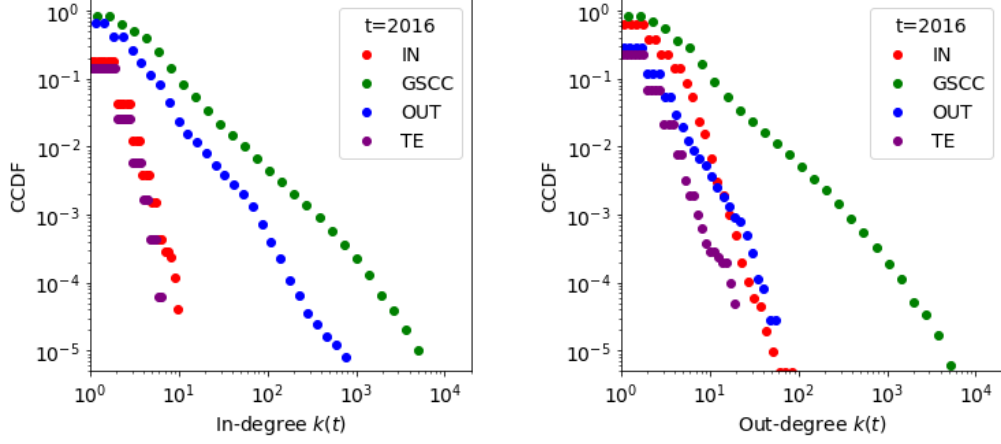 10⁰
10⁻¹
10⁻²
10⁻³
10⁻⁴
10⁻⁵
CCDF
10⁰ 10¹ 10² 10³ 10⁴
In-degree k(t)
t=2016
IN
GSCC
OUT
TE
10⁰
10⁻¹
10⁻²
10⁻³
10⁻⁴
10⁻⁵
CCDF
10⁰ 10¹ 10² 10³ 10⁴
Out-degree k(t)
t=2016
IN
GSCC
OUT
TE